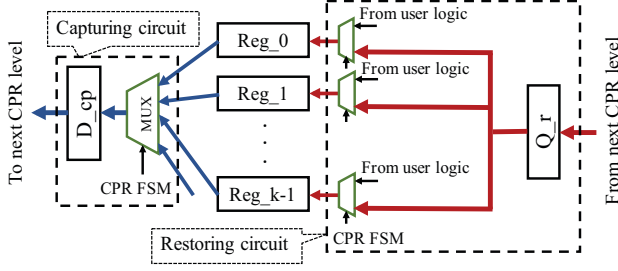 Capturing circuit
To next CPR level
D_cp
MUX
CPR FSM
Reg_0
Reg_1
.
.
.
Reg_k-1
From user logic
From user logic
From user logic
CPR FSM
Restoring circuit
Q_r
From next CPR level